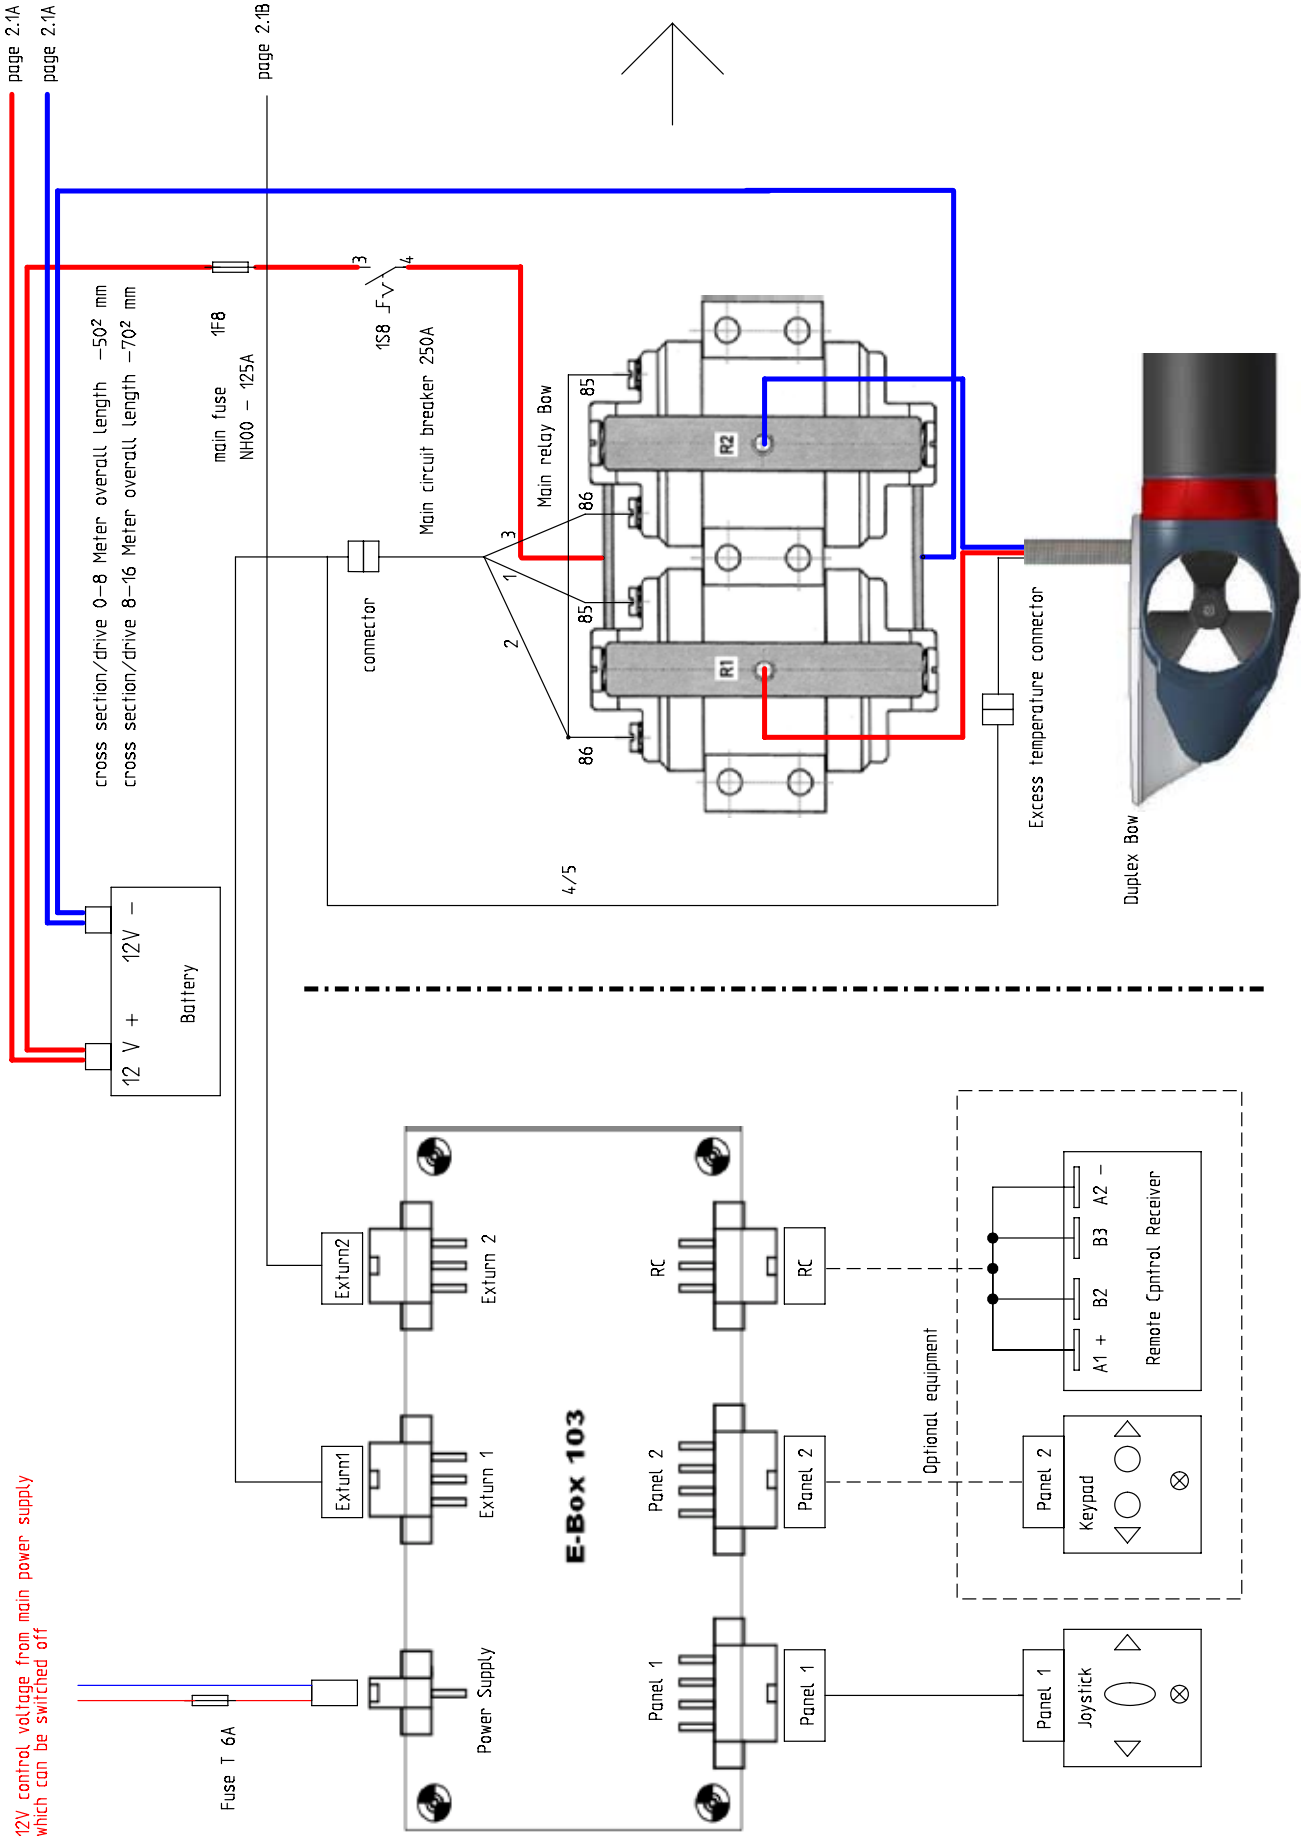 page 2.1A
page 2.1A
page 2.1B
cross section/drive 0-8 Meter overall length -50² mm
cross section/drive 8-16 Meter overall length -70² mm
1F8
main fuse
NH00 - 125A
3
4
1S8
Main circuit breaker 250A
Main relay Bow
connector
1
2
3
85
86
85
86
R2
R1
4/5
Excess temperature connector
Duplex Bow
12 V +
12V -
Battery
12V control voltage from main power supply
which can be switched off
Fuse T 6A
Power Supply
Exturn1
Exturn 1
Exturn2
Exturn 2
E-Box 103
Panel 1
Panel 2
RC
Panel 1
Panel 2
RC
Optional equipment
Panel 1
Joystick
Panel 2
Keypad
A1 +
B2
B3
A2 -
Remote Cpntrol Receiver